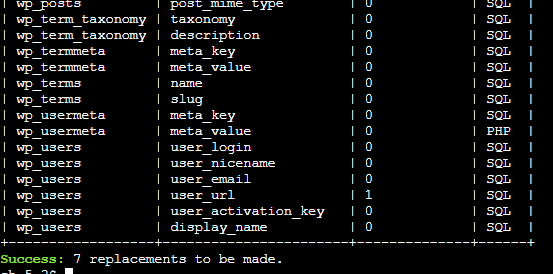 | wp_posts | post_mime_type | 0 | SQL |
| wp_term_taxonomy | taxonomy | 0 | SQL |
| wp_term_taxonomy | description | 0 | SQL |
| wp_termmeta | meta_key | 0 | SQL |
| wp_termmeta | meta_value | 0 | SQL |
| wp_terms | name | 0 | SQL |
| wp_terms | slug | 0 | SQL |
| wp_usermeta | meta_key | 0 | SQL |
| wp_usermeta | meta_value | 0 | PHP |
| wp_users | user_login | 0 | SQL |
| wp_users | user_nicename | 0 | SQL |
| wp_users | user_email | 0 | SQL |
| wp_users | user_url | 1 | SQL |
| wp_users | user_activation_key | 0 | SQL |
| wp_users | display_name | 0 | SQL |
+------------------+-----------------------+--------------+------+
Success: 7 replacements to be made.